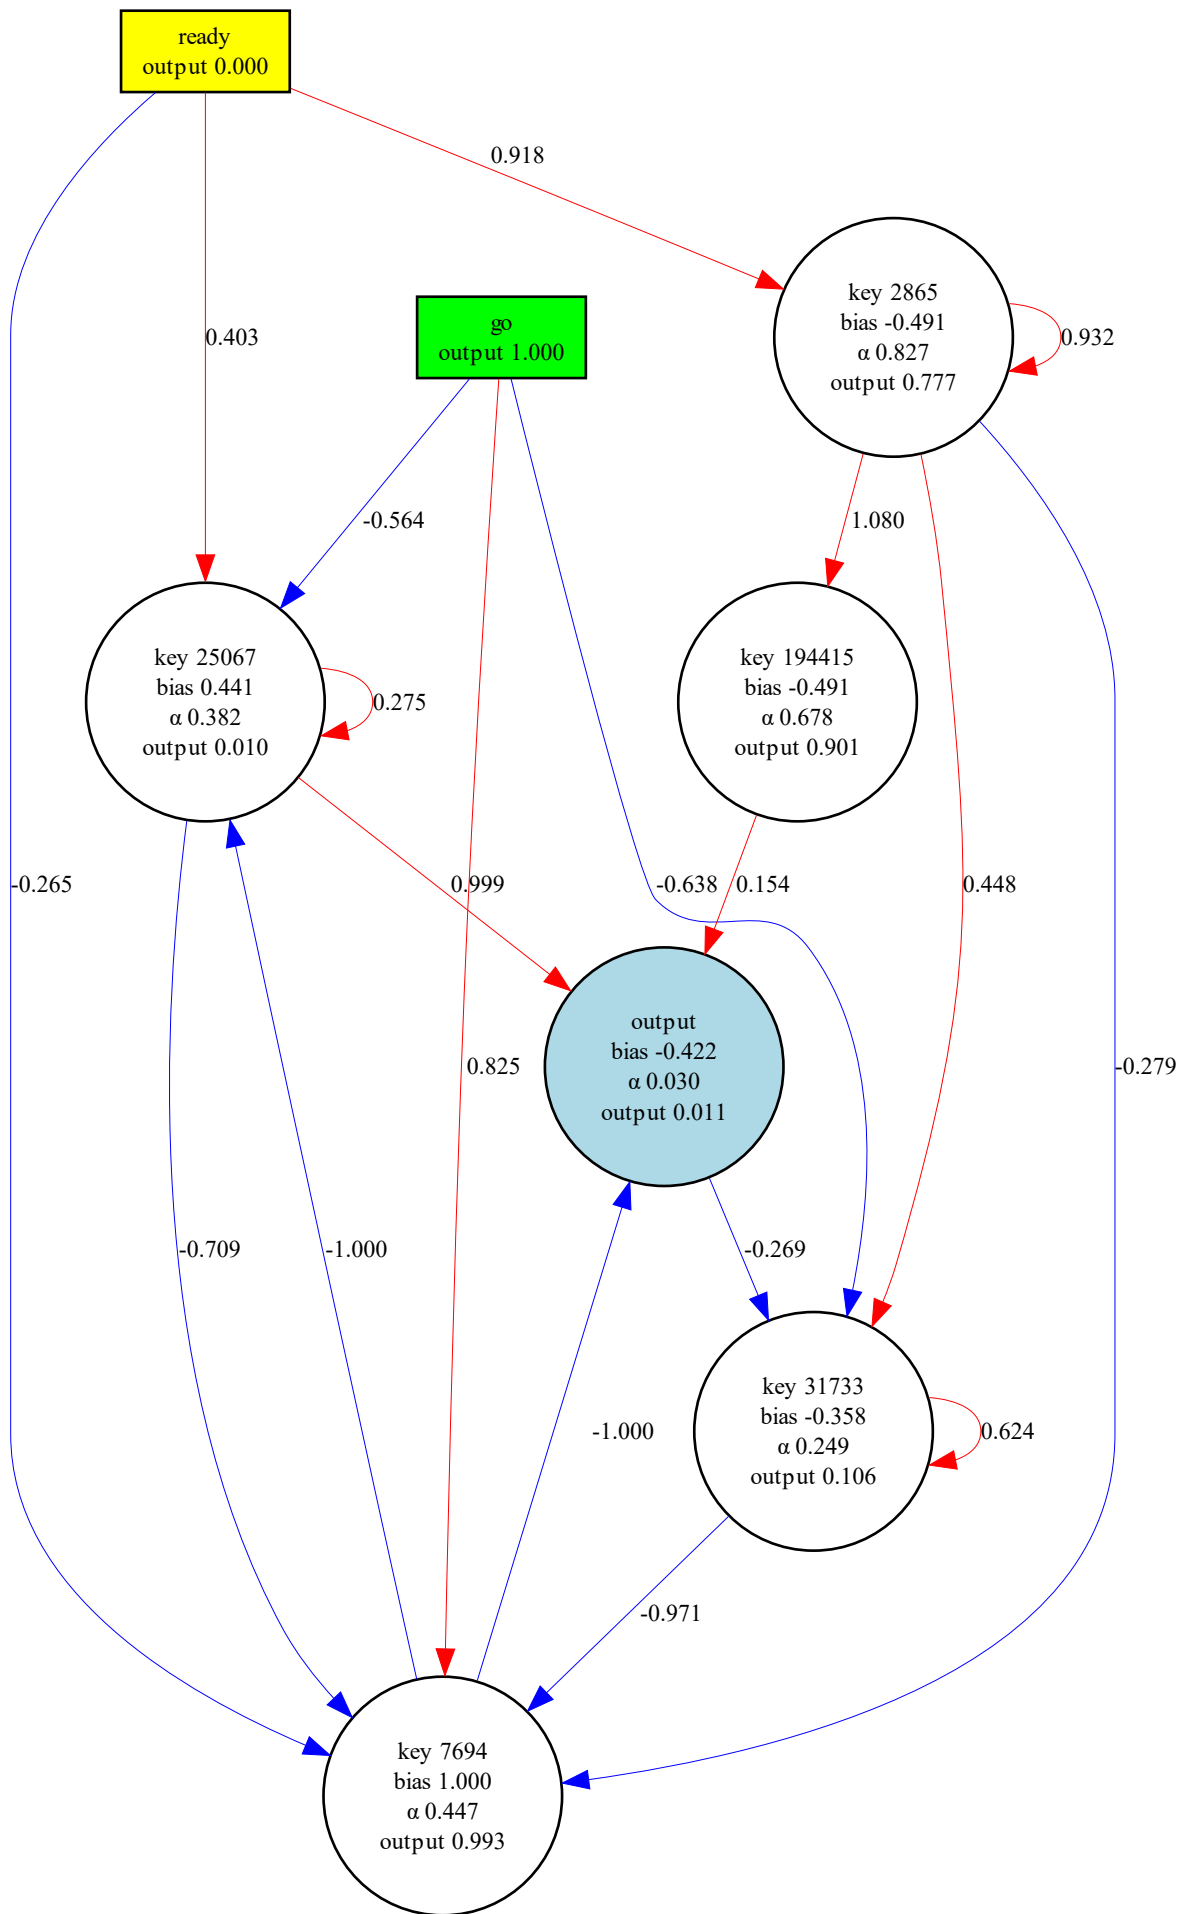 ready
output 0.000
0.918
key 2865
bias -0.491
α 0.827
output 0.777
0.932
0.403
go
output 1.000
-0.564
1.080
key 25067
bias 0.441
α 0.382
output 0.010
0.275
key 194415
bias -0.491
α 0.678
output 0.901
-0.265
0.999
-0.638
0.154
0.448
output
bias -0.422
α 0.030
output 0.011
0.825
-0.279
-0.709
-1.000
-0.269
key 31733
bias -0.358
α 0.249
output 0.106
0.624
-1.000
-0.971
key 7694
bias 1.000
α 0.447
output 0.993